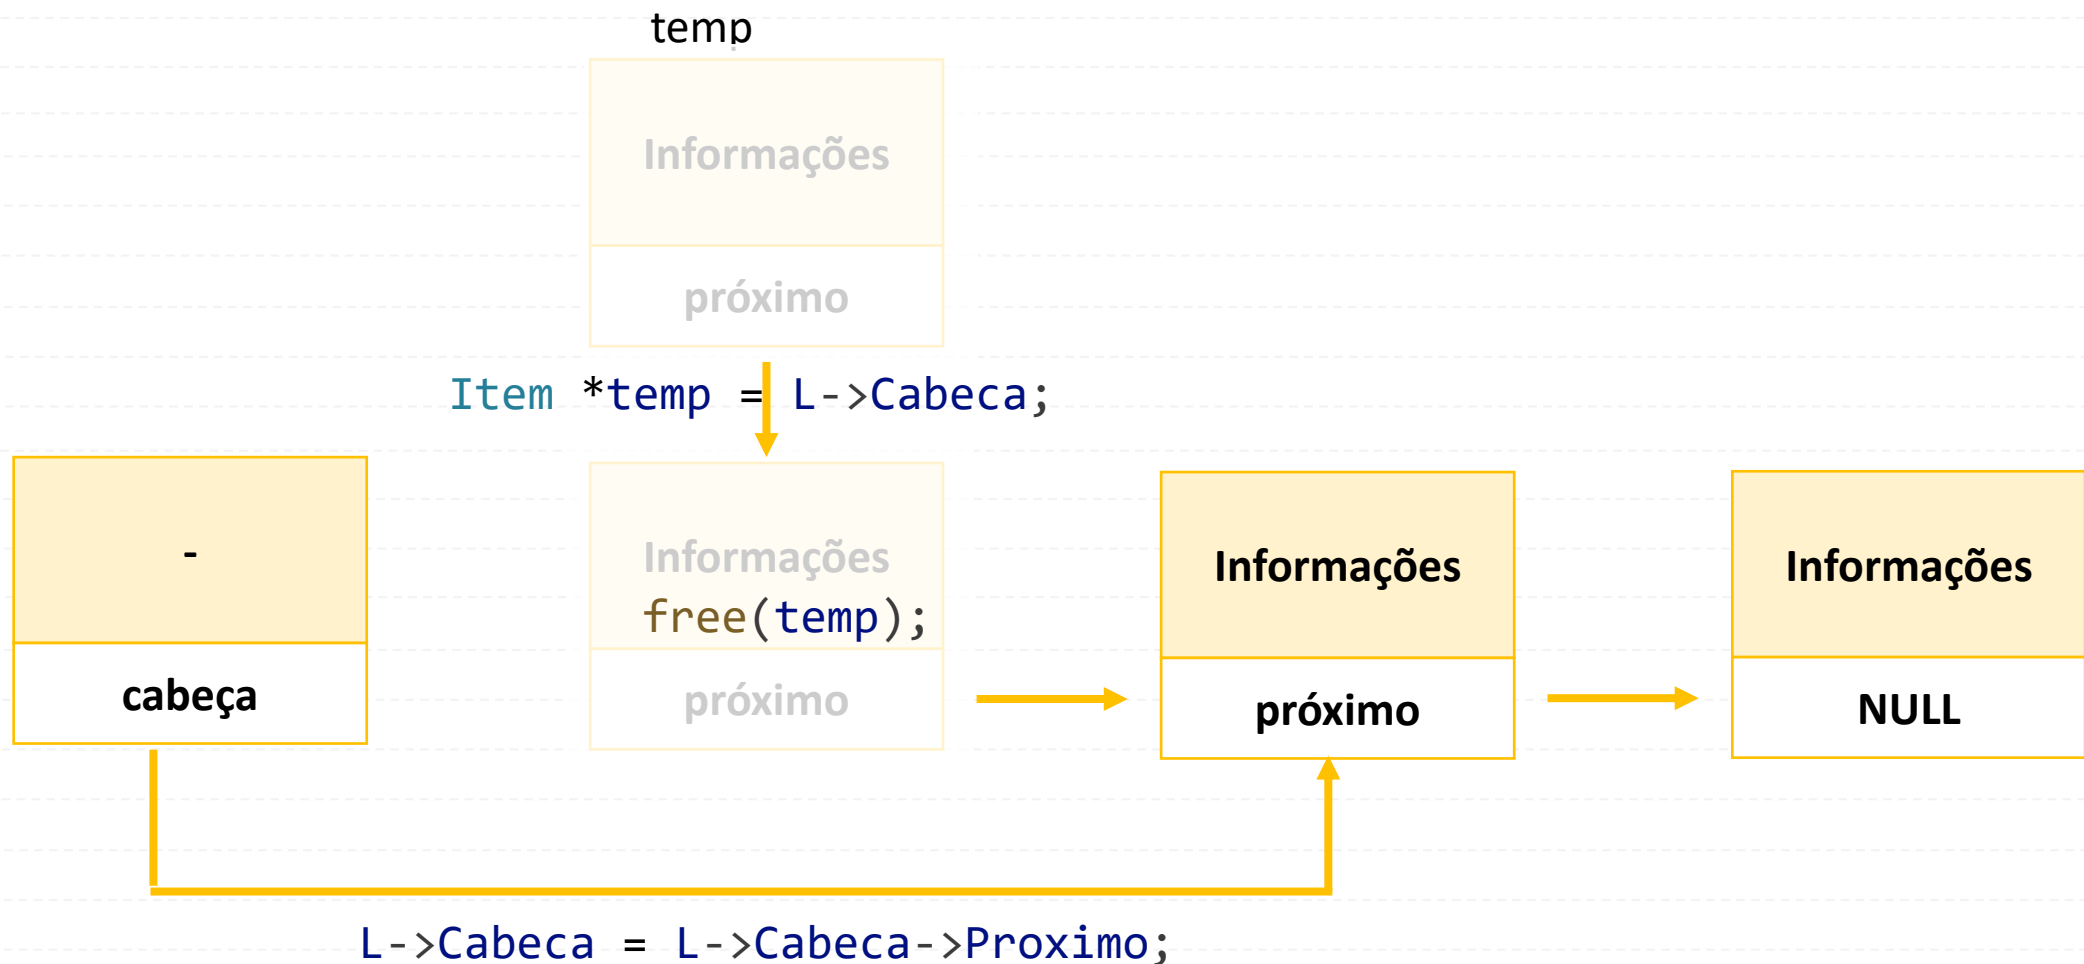 temp
Informações
próximo
Item *temp = L->Cabeca;
-
cabeça
Informações
free(temp);
próximo
Informações
próximo
Informações
NULL
L->Cabeca = L->Cabeca->Proximo;